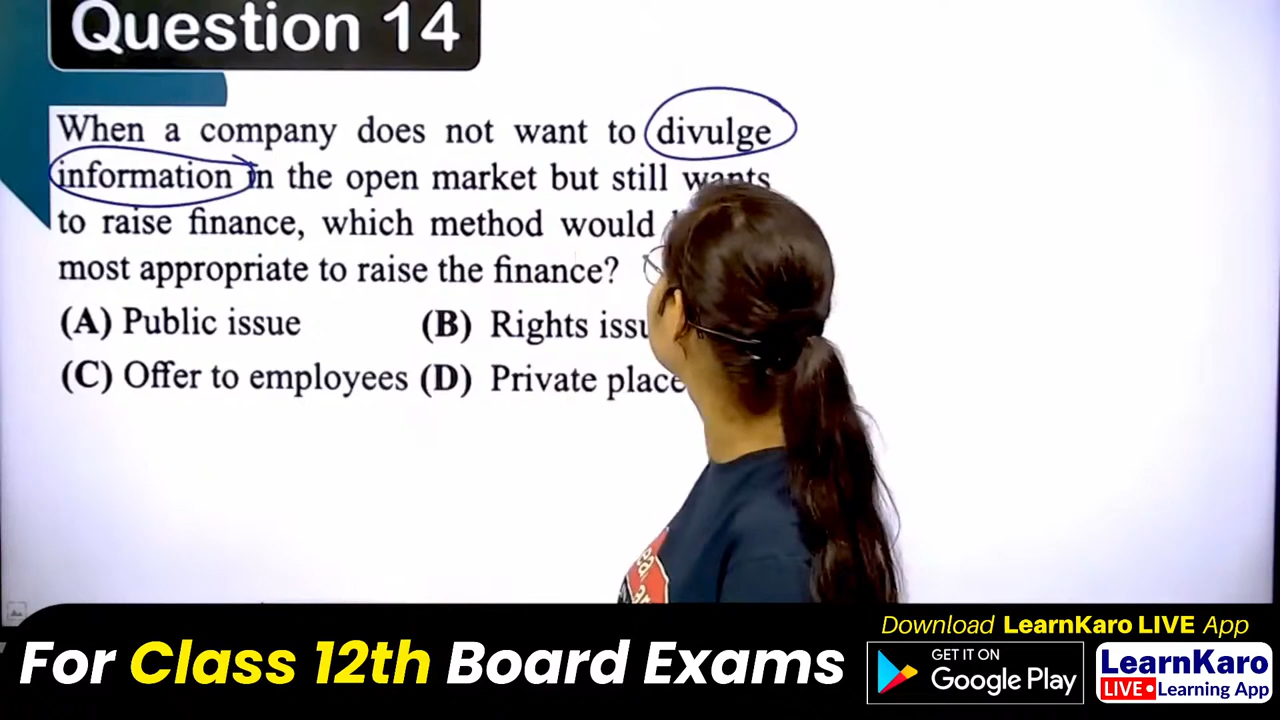 Question 14
When a company does not want to divulge
information in the open market but still wants
to raise finance, which method would
most appropriate to raise the finance?
(A) Public issue (B) Rights
(C) Offer to employees (D) Private
For Class 12th Board Exams
Download LearnKaro LIVE App
GET IT ON
Google Play
LearnKaro
LIVE Learning App